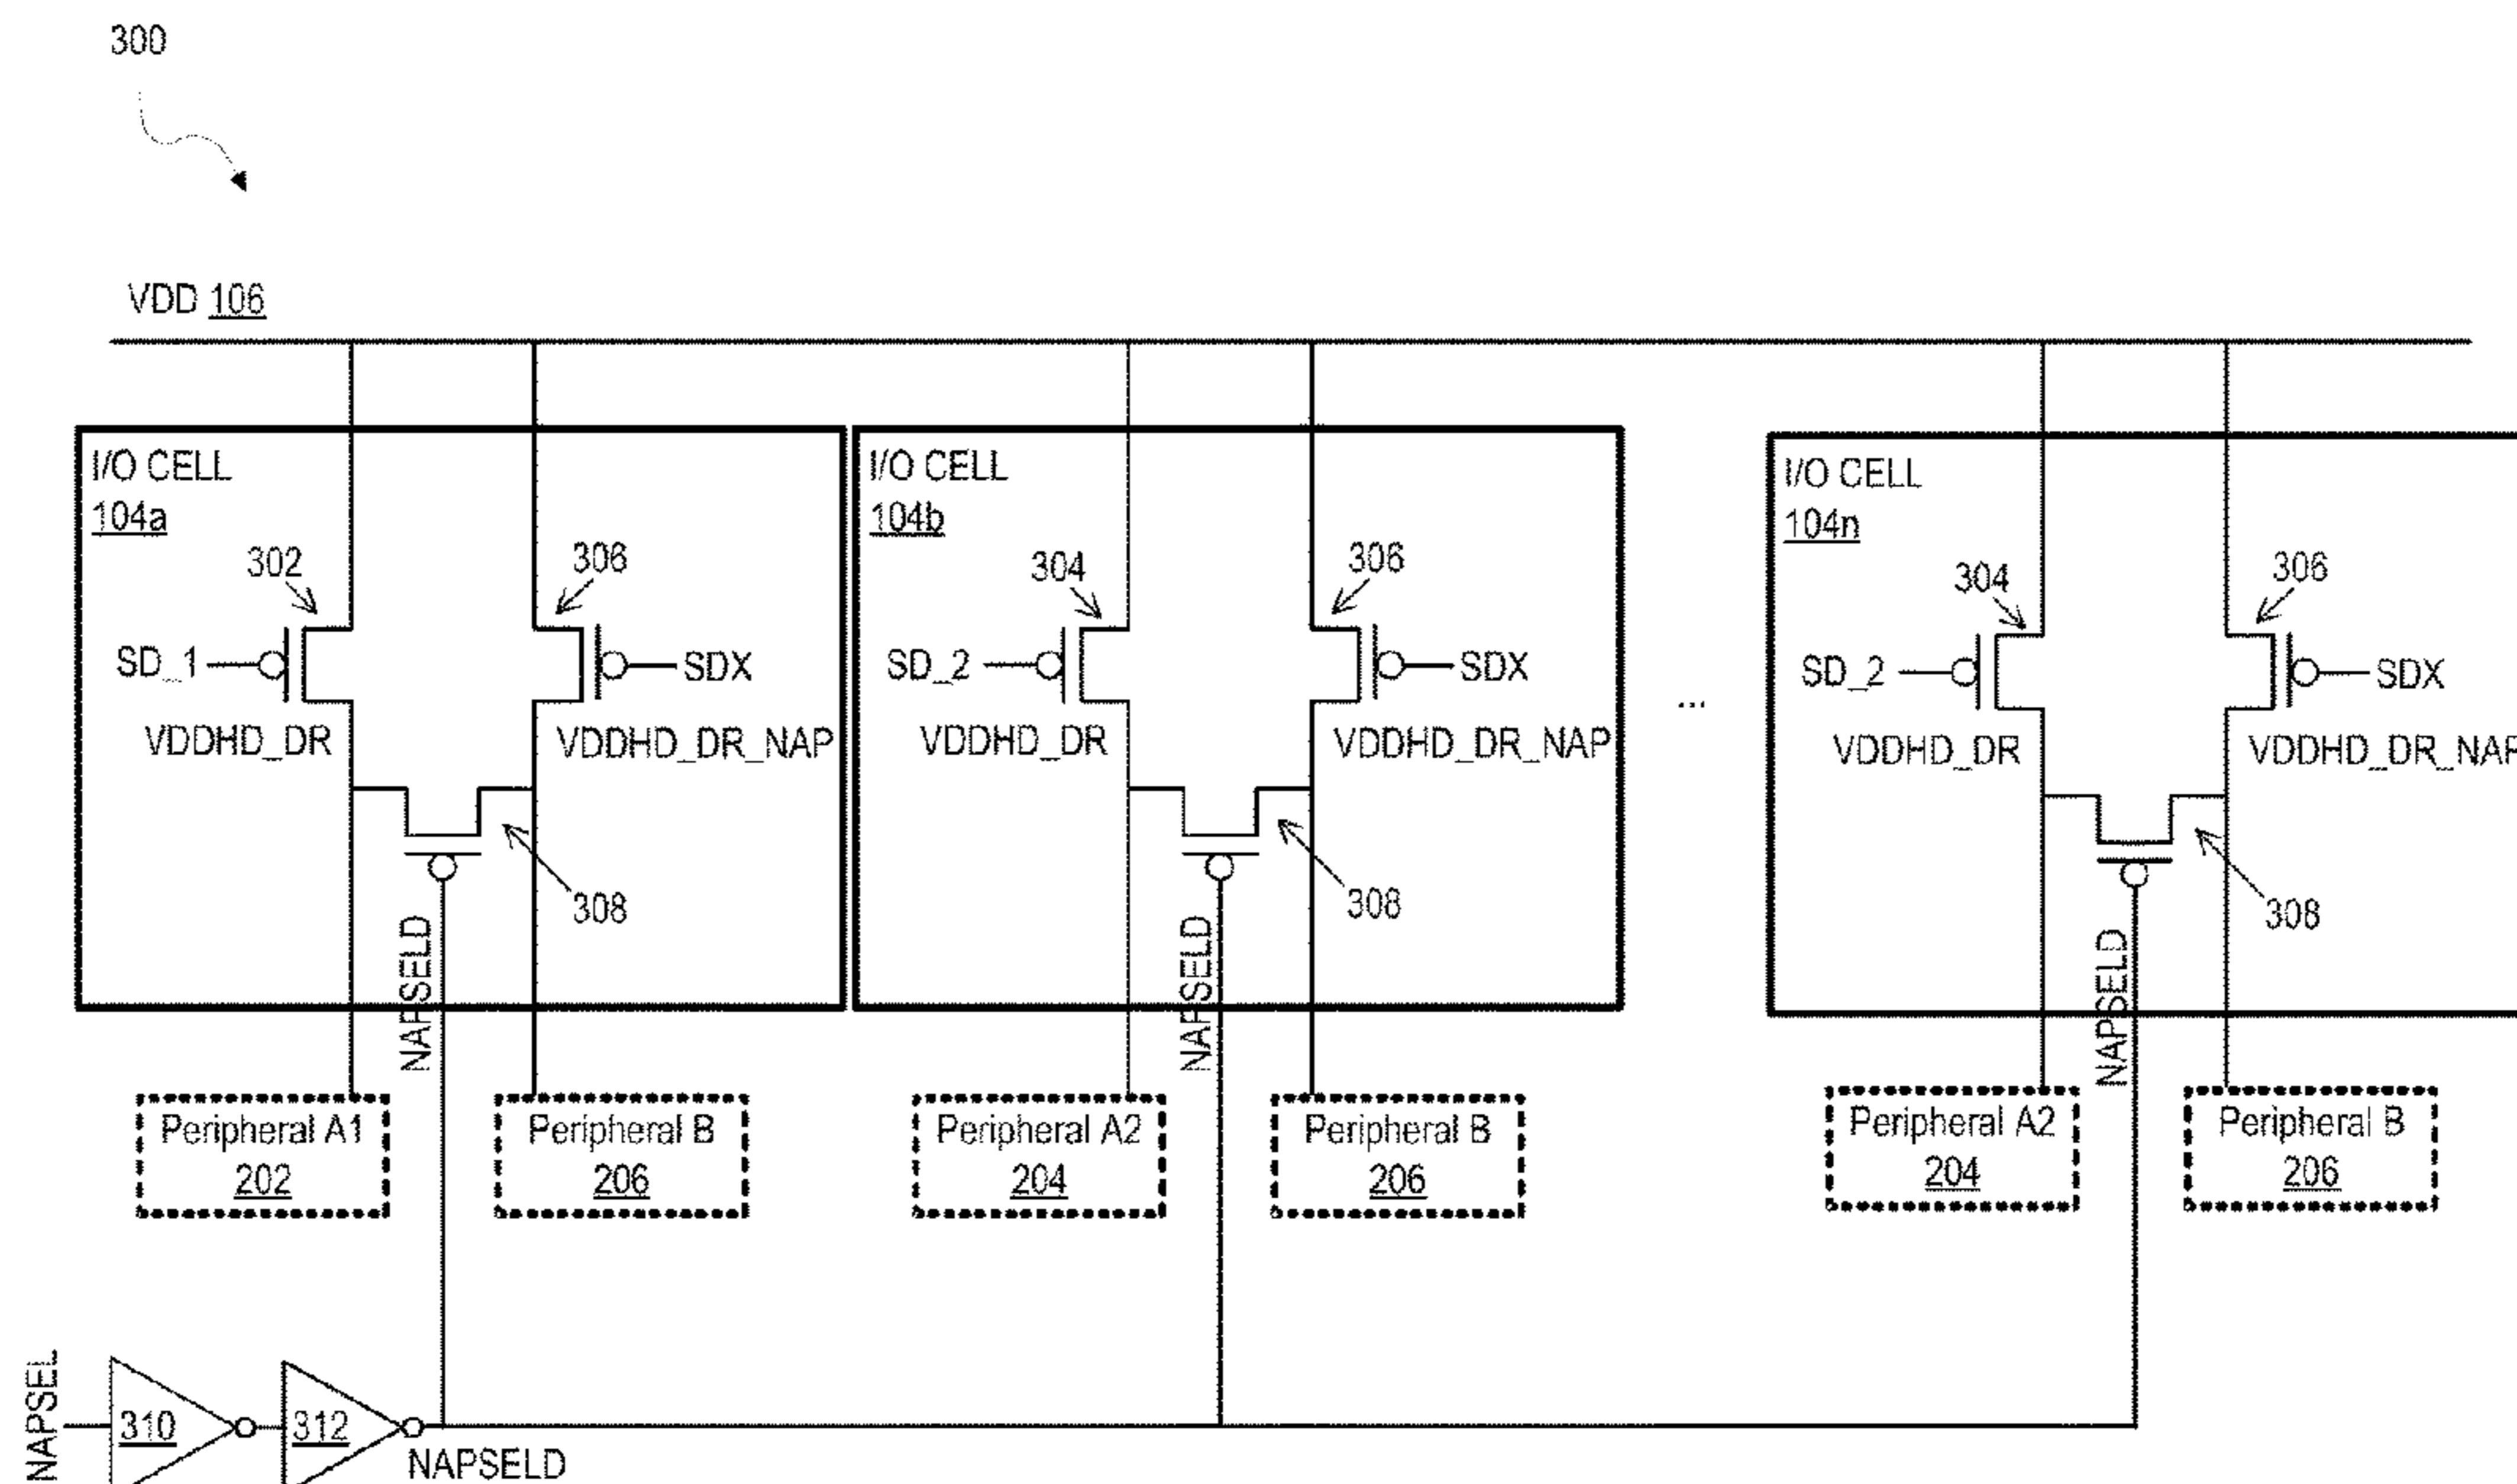 300
VDD 106
I/O CELL
104a
302
306
SD_1
SDX
VDDHD_DR
VDDHD_DR_NAP
308
NAPSELD
Peripheral A1
202
Peripheral B
206
I/O CELL
104b
304
306
SD_2
SDX
VDDHD_DR
VDDHD_DR_NAP
308
NAPSELD
Peripheral A2
204
Peripheral B
206
...
I/O CELL
104n
304
306
SD_2
SDX
VDDHD_DR
VDDHD_DR_NAP
308
NAPSELD
Peripheral A2
204
Peripheral B
206
NAPSEL
310
312
NAPSELD